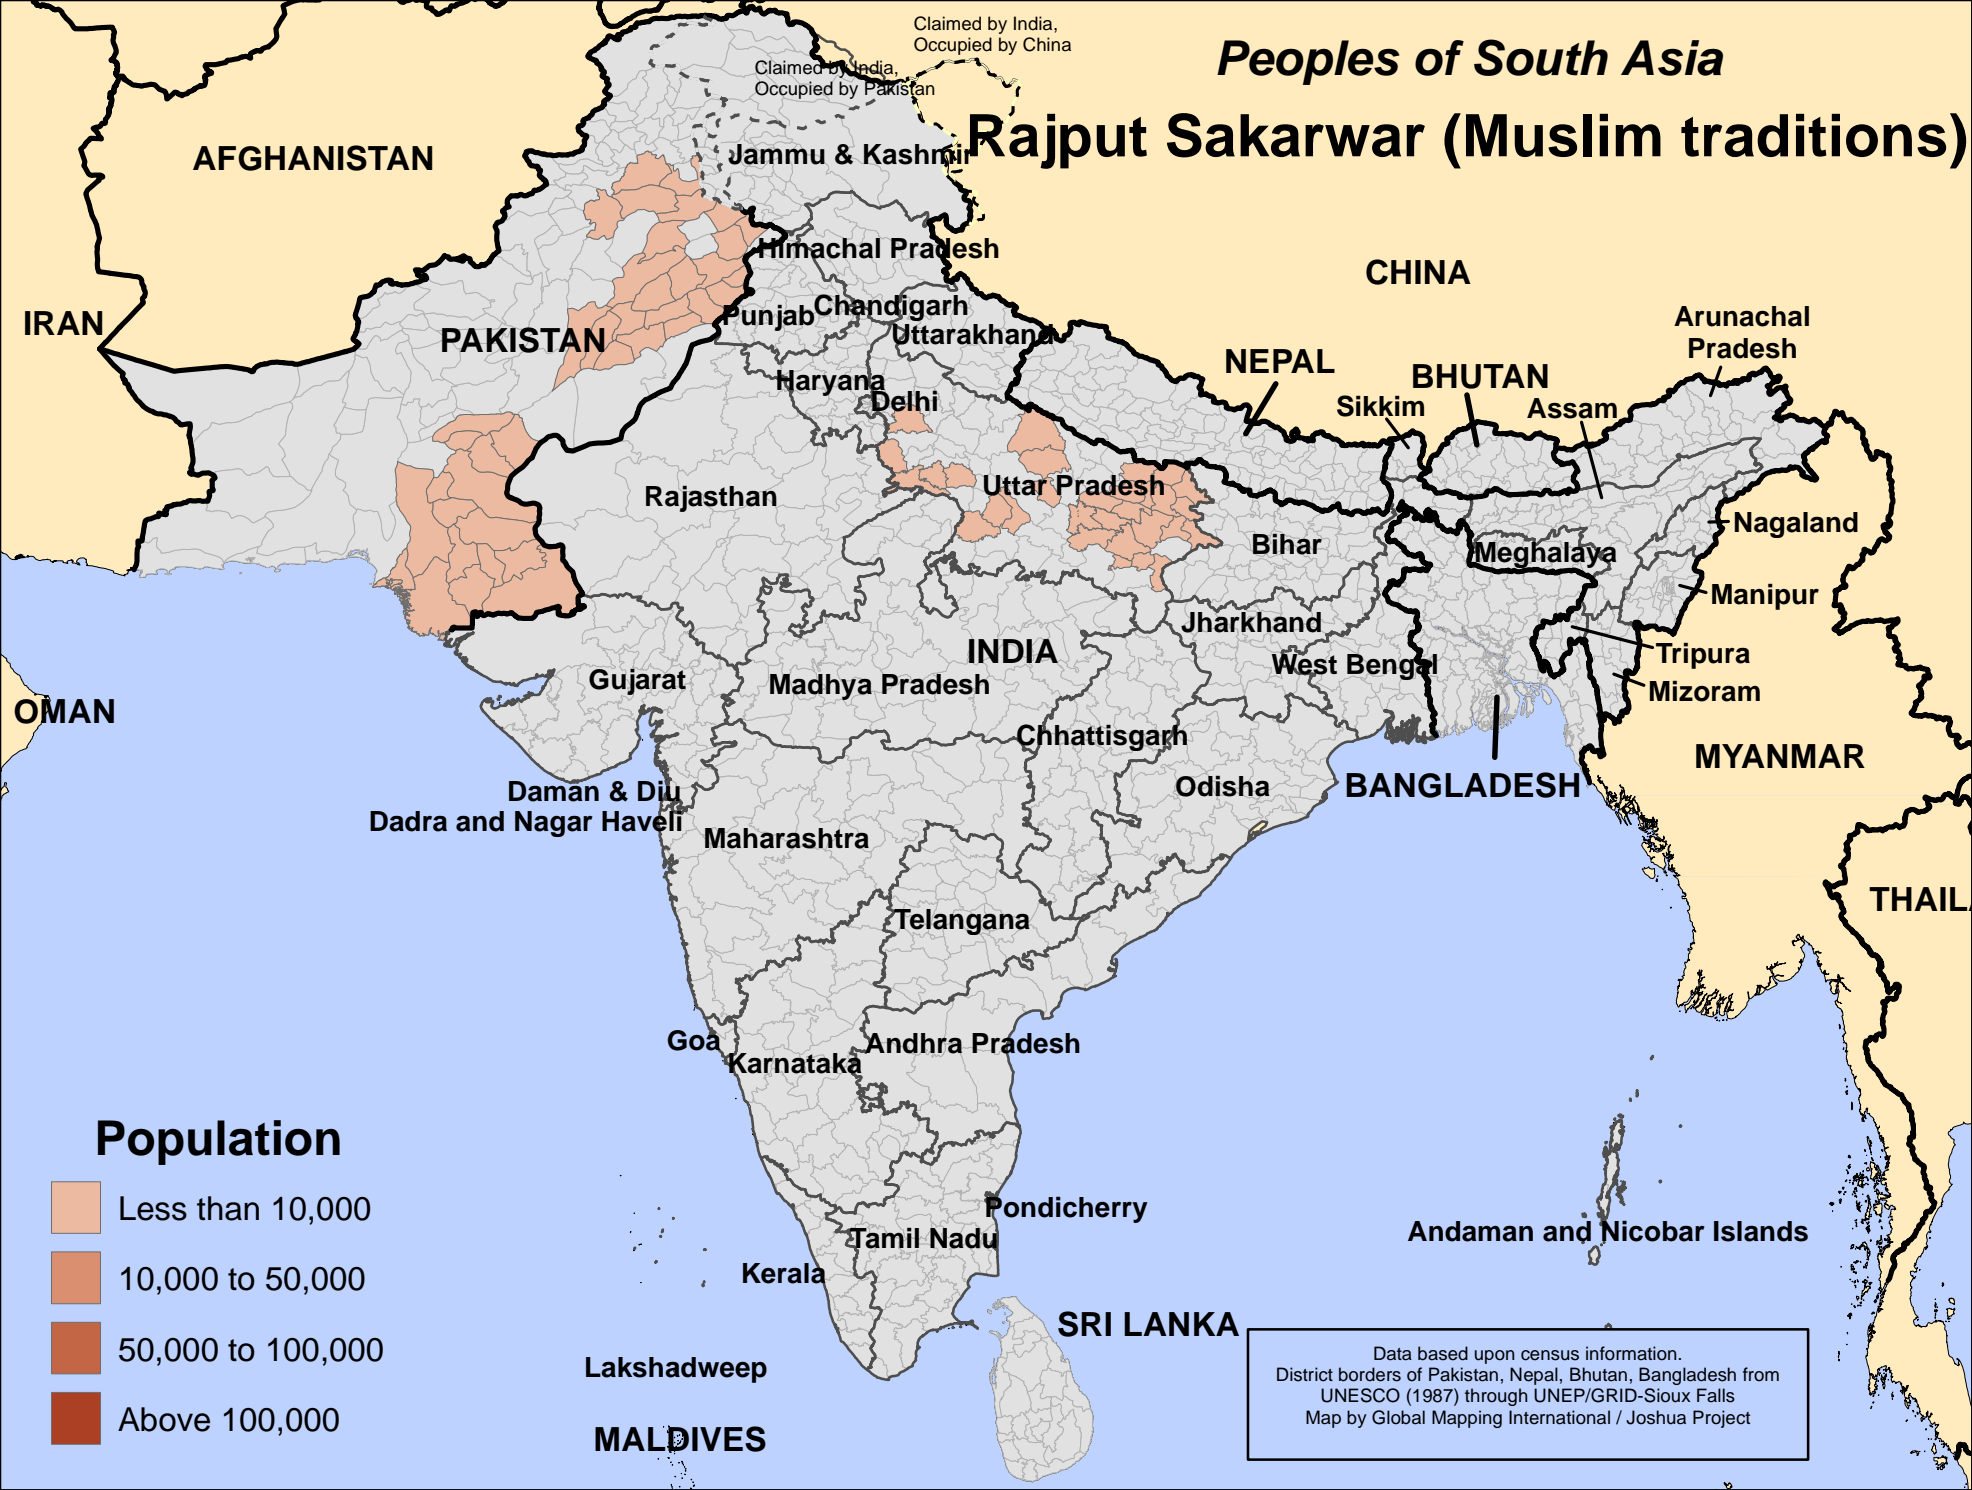 Claimed by India,
Occupied by China
Peoples of South Asia
Claimed by India,
Occupied by Pakistan
Rajput Sakarwar (Muslim traditions)
AFGHANISTAN
Jammu & Kashmir
Himachal Pradesh
CHINA
IRAN
Punjab
Chandigarh
Arunachal
Pradesh
PAKISTAN
Uttarakhand
NEPAL
BHUTAN
Haryana
Delhi
Sikkim
Assam
Rajasthan
Uttar Pradesh
Nagaland
Bihar
Meghalaya
Manipur
Jharkhand
INDIA
Tripura
West Bengal
Gujarat
Madhya Pradesh
Mizoram
OMAN
Chhattisgarh
MYANMAR
Odisha
BANGLADESH
Daman & Diu
Dadra and Nagar Haveli
Maharashtra
THAILA
Telangana
Goa
Andhra Pradesh
Karnataka
Population
Less than 10,000
10,000 to 50,000
50,000 to 100,000
Above 100,000
Pondicherry
Tamil Nadu
Andaman and Nicobar Islands
Kerala
SRI LANKA
Lakshadweep
MALDIVES
Data based upon census information.
District borders of Pakistan, Nepal, Bhutan, Bangladesh from
UNESCO (1987) through UNEP/GRID-Sioux Falls
Map by Global Mapping International / Joshua Project